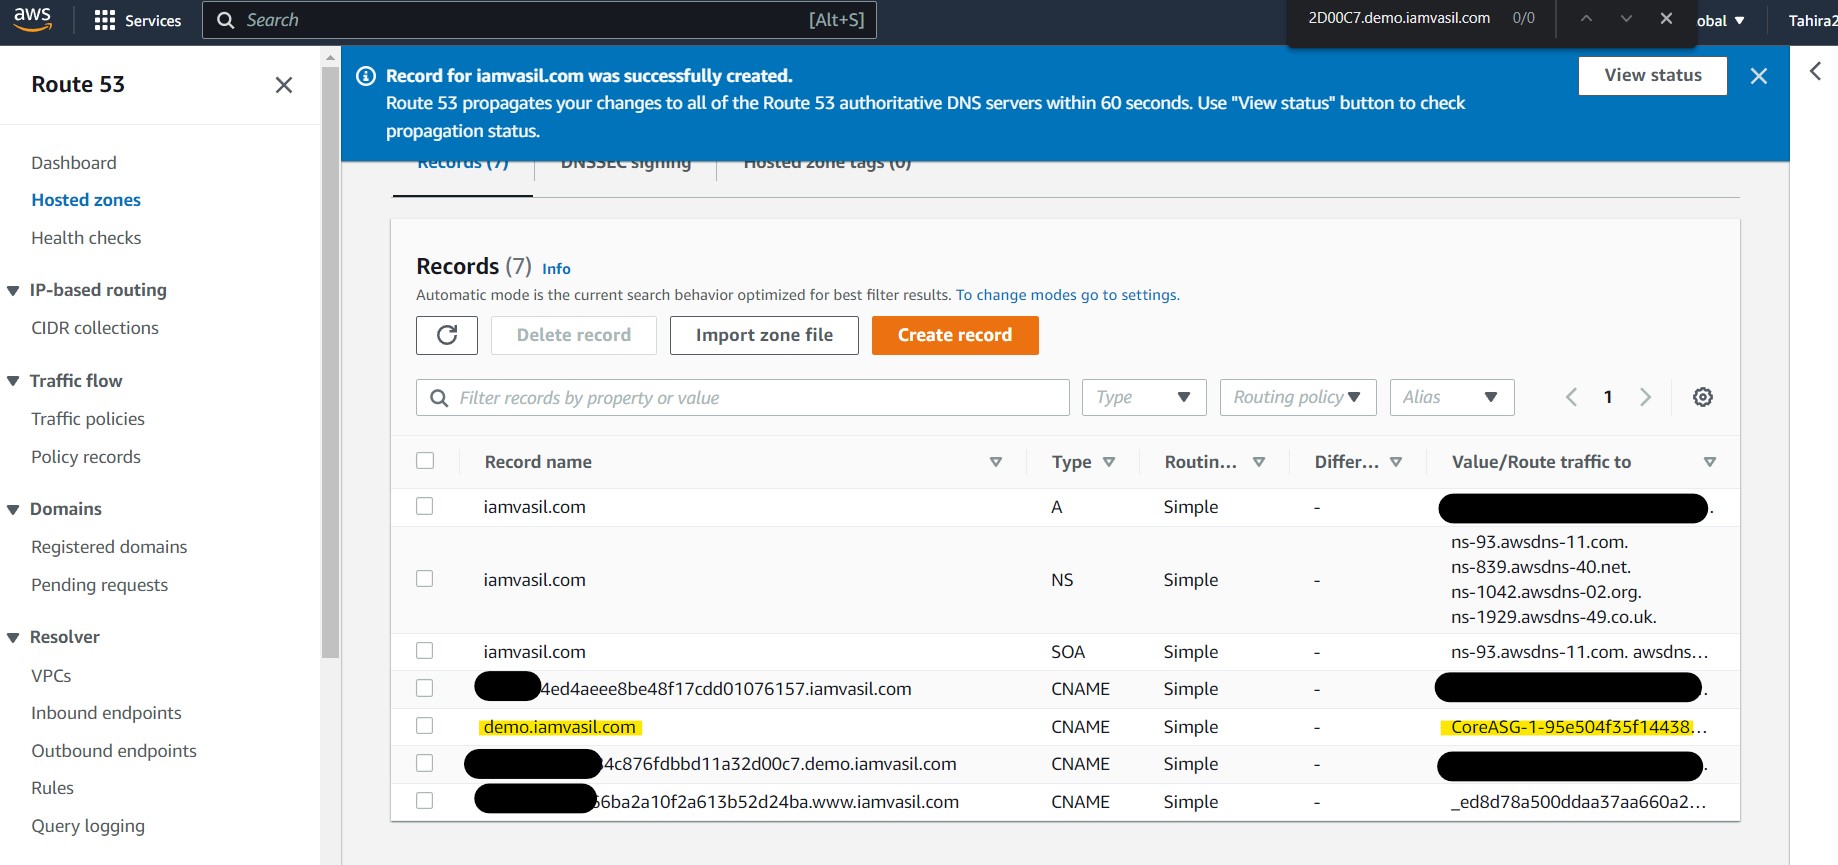 aws
Services
Search
[Alt+S]
2D00C7.demo.iamvasil.com
0/0
obal
Tahira2
Route 53
Record for iamvasil.com was successfully created.
Route 53 propagates your changes to all of the Route 53 authoritative DNS servers within 60 seconds. Use "View status" button to check
propagation status.
View status
Dashboard
Hosted zones
Health checks
IP-based routing
CIDR collections
Traffic flow
Traffic policies
Policy records
Domains
Registered domains
Pending requests
Resolver
VPCs
Inbound endpoints
Outbound endpoints
Rules
Query logging
Records (7)
DNSSEC signing
Hosted zone tags (0)
Records (7) Info
Automatic mode is the current search behavior optimized for best filter results. To change modes go to settings.
Delete record
Import zone file
Create record
Filter records by property or value
Type
Routing policy
Alias
1
Record name
Type
Routin...
Differ...
Value/Route traffic to
iamvasil.com
A
Simple
-
.
iamvasil.com
NS
Simple
-
ns-93.awsdns-11.com.
ns-839.awsdns-40.net.
ns-1042.awsdns-02.org.
ns-1929.awsdns-49.co.uk.
iamvasil.com
SOA
Simple
-
ns-93.awsdns-11.com. awsdns...
4ed4aeee8be48f17cdd01076157.iamvasil.com
CNAME
Simple
-
.
demo.iamvasil.com
CNAME
Simple
-
CoreASG-1-95e504f35f14438...
4c876fdbbd11a32d00c7.demo.iamvasil.com
CNAME
Simple
-
.
6ba2a10f2a613b52d24ba.www.iamvasil.com
CNAME
Simple
-
_ed8d78a500ddaa37aa660a2...